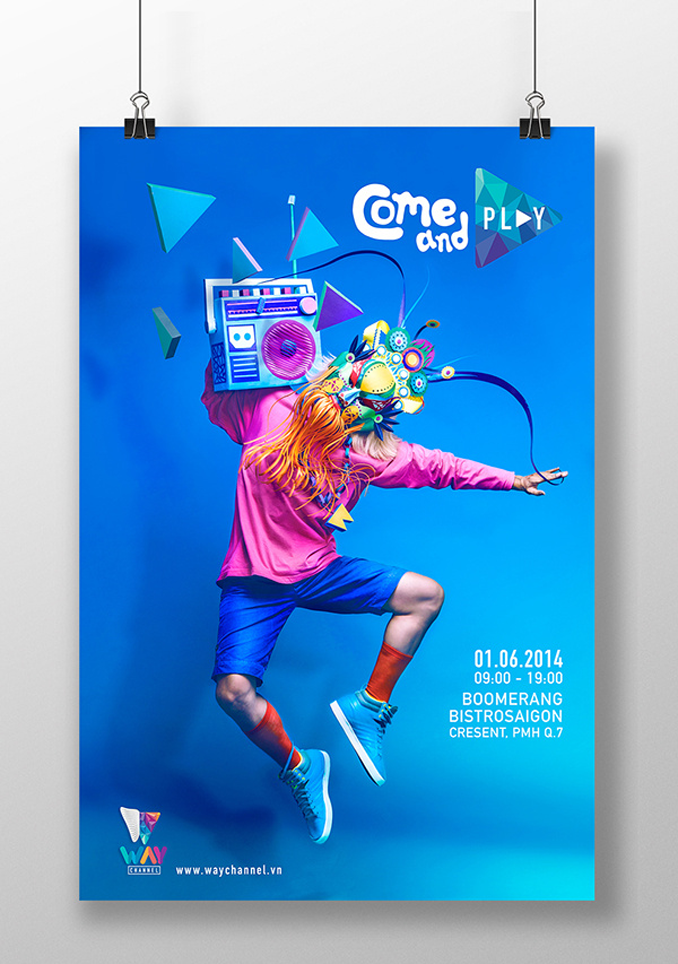 Come
and
PLAY
01.06.2014
09:00 - 19:00
BOOMERANG
BISTROSAIGON
CRESENT, PMH Q.7
WAY
CHANNEL
www.waychannel.vn